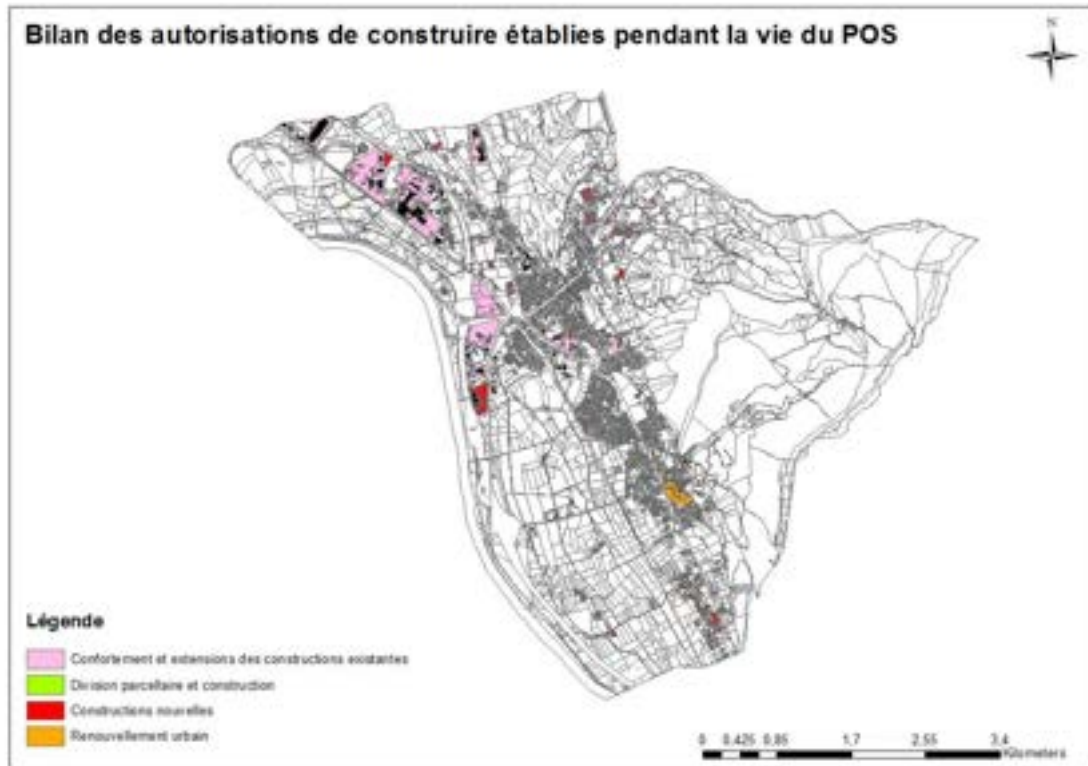 Bilan des autorisations de construire établies pendant la vie du POS
N
Légende
Confortement et extensions des constructions existantes
Division parcellaire et construction
Constructions nouvelles
Renouvellement urbain
0 0,425 0,85 1,7 2,55 3,4
Kilometers